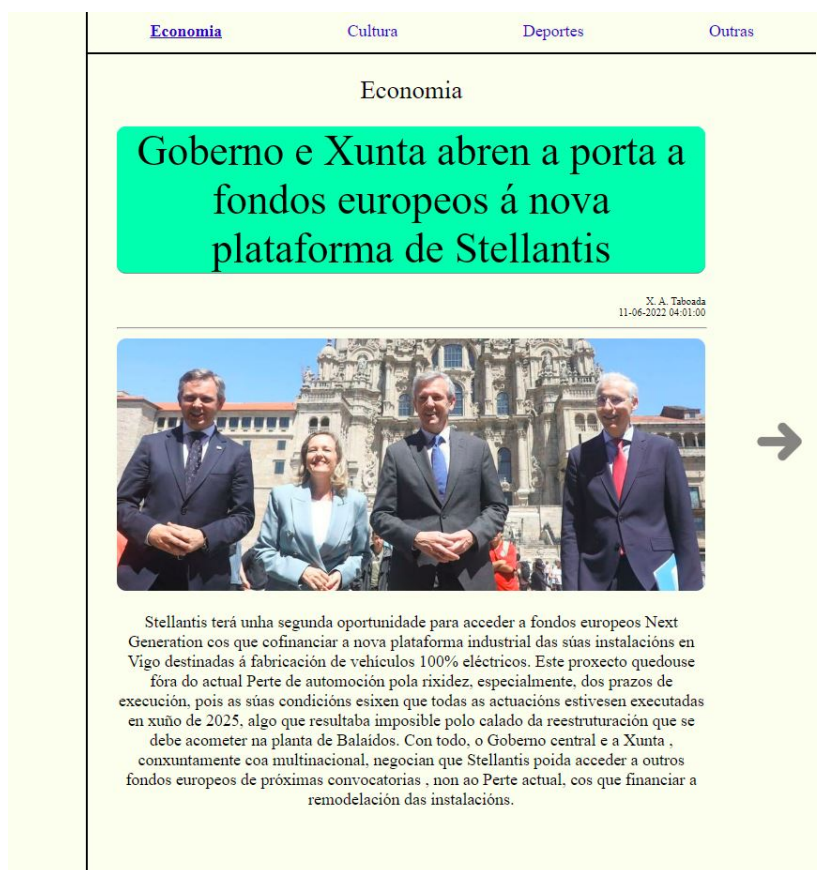 Economia Cultura Deportes Outras
Economia
Goberno e Xunta abren a porta a
fondos europeos á nova
plataforma de Stellantis
X. A. Taboada
11-06-2022 04:01:00
Stellantis terá unha segunda oportunidade para acceder a fondos europeos Next
Generation cos que cofinanciar a nova plataforma industrial das súas instalacións en
Vigo destinadas á fabricación de vehículos 100% eléctricos. Este proxecto quedouse
fóra do actual Perte de automoción pola rixidez, especialmente, dos prazos de
execución, pois as súas condicións esixen que todas as actuacións estivesen executadas
en xuño de 2025, algo que resultaba imposible polo calado da reestruturación que se
debe acometer na planta de Balaídos. Con todo, o Goberno central e a Xunta ,
conxuntamente coa multinacional, negocian que Stellantis poida acceder a outros
fondos europeos de próximas convocatorias , non ao Perte actual, cos que financiar a
remodelación das instalacións.